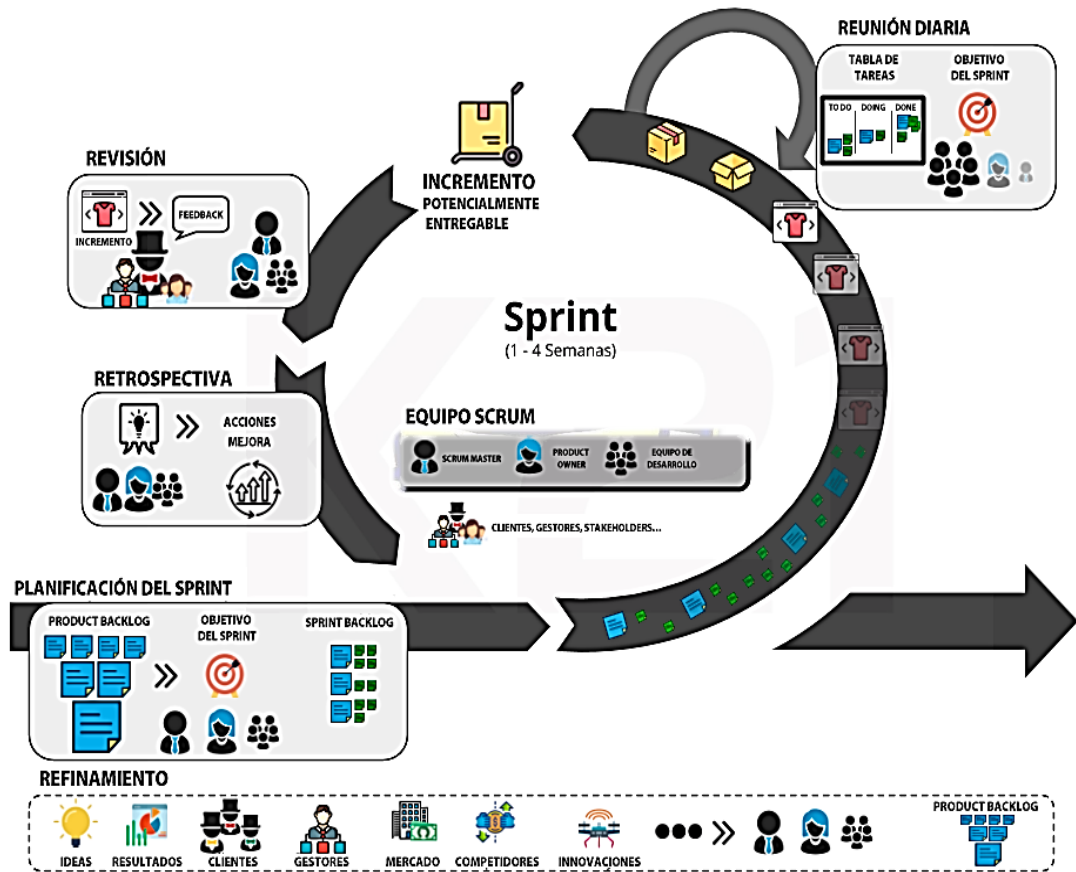 REUNIÓN DIARIA
TABLA DE
TAREAS
OBJETIVO
DEL SPRINT
TO DO
DOING
DONE
REVISIÓN
FEEDBACK
INCREMENTO
INCREMENTO
POTENCIALMENTE
ENTREGABLE
Sprint
(1 - 4 Semanas)
RETROSPECTIVA
ACCIONES
MEJORA
EQUIPO SCRUM
SCRUM MASTER
PRODUCT
OWNER
EQUIPO DE
DESARROLLO
CLIENTES, GESTORES, STAKEHOLDERS...
PLANIFICACIÓN DEL SPRINT
PRODUCT BACKLOG
OBJETIVO
DEL SPRINT
SPRINT BACKLOG
REFINAMIENTO
IDEAS
RESULTADOS
CLIENTES
GESTORES
MERCADO
COMPETIDORES
INNOVACIONES
PRODUCT BACKLOG